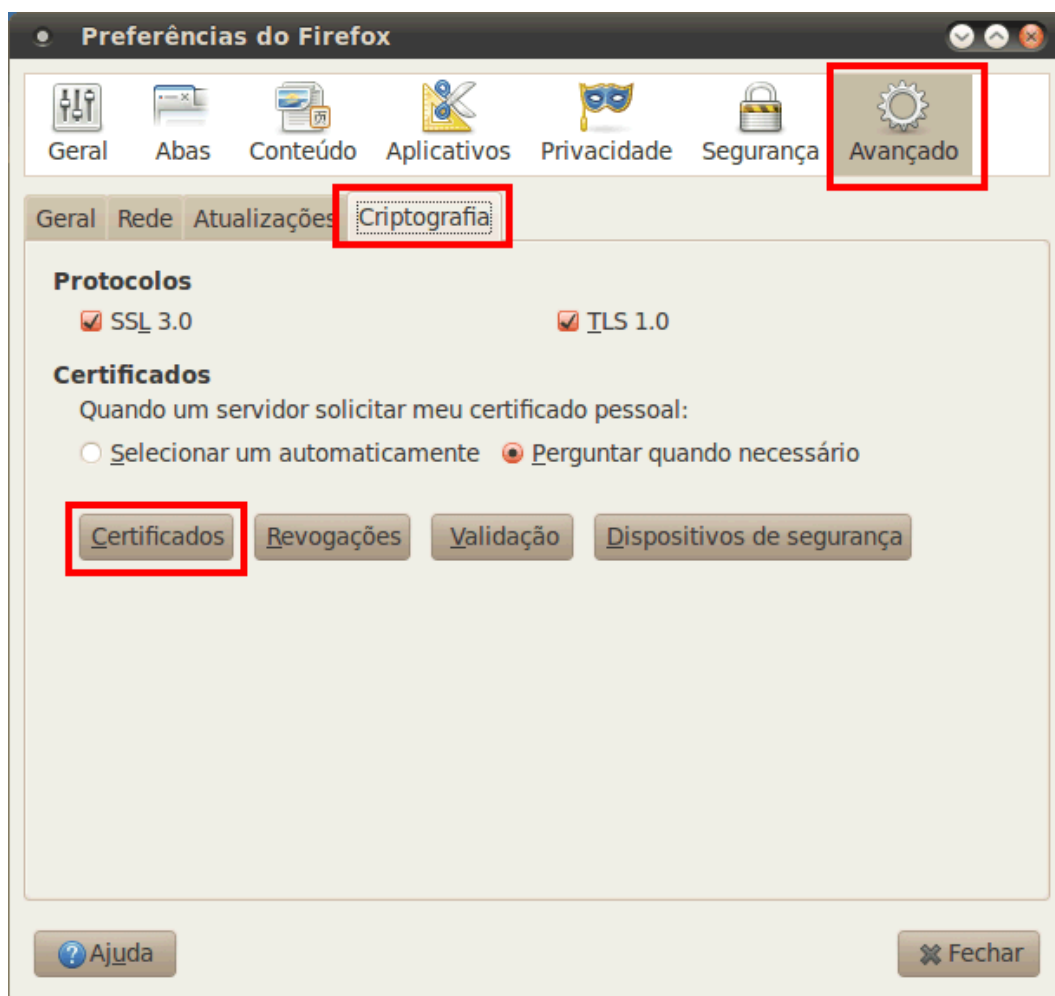 Preferências do Firefox
Geral Abas Conteúdo Aplicativos Privacidade Segurança Avançado
Geral Rede Atualizações Criptografia
Protocolos
SSL 3.0 TLS 1.0
Certificados
Quando um servidor solicitar meu certificado pessoal:
Selecionar um automaticamente Perguntar quando necessário
Certificados Revogações Validação Dispositivos de segurança
Ajuda Fechar